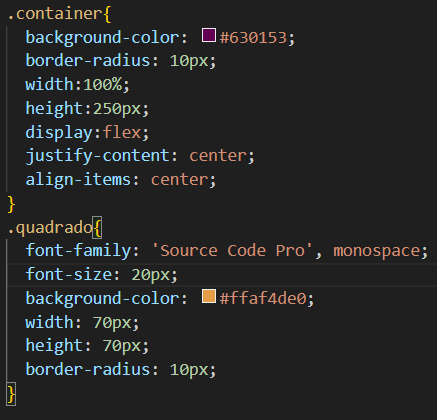 .container{
background-color: #630153;
border-radius: 10px;
width:100%;
height:250px;
display:flex;
justify-content: center;
align-items: center;
}
.quadrado{
font-family: 'Source Code Pro', monospace;
font-size: 20px;
background-color: #ffaf4de0;
width: 70px;
height: 70px;
border-radius: 10px;
}